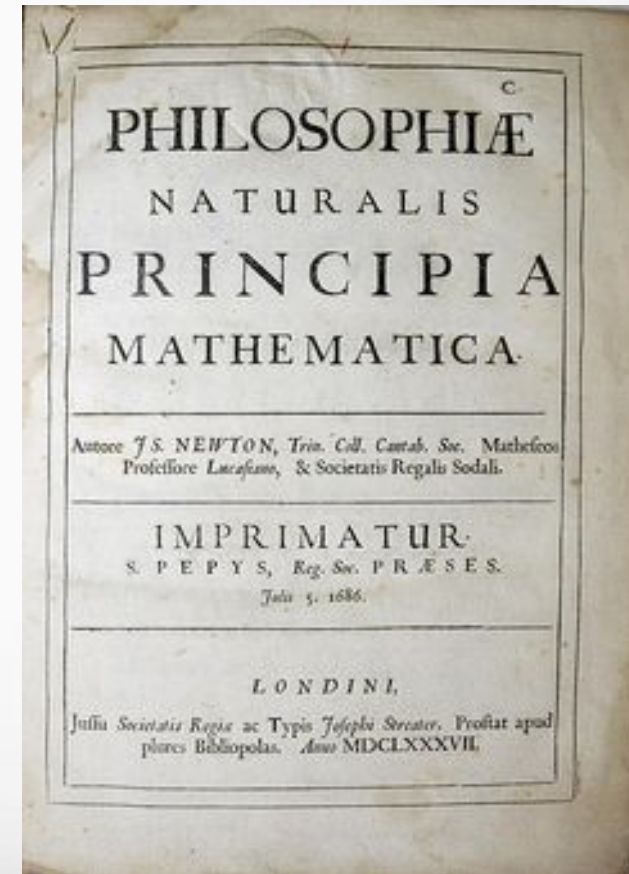 C.
PHILOSOPHIÆ
NATURALIS
PRINCIPIA
MATHEMATICA.
Autore JS. NEWTON, Trin. Coll. Cantab. Soc. Matheseos
Professore Lucasiano, & Societatis Regalis Sodali.
IMPRIMATUR.
S. PEPYS, Reg. Soc. PRÆSES.
Julii 5. 1686.
LONDINI,
Jussu Societatis Regiæ ac Typis Josephi Streater. Prostat apud
plures Bibliopolas. Anno MDCLXXXVII.